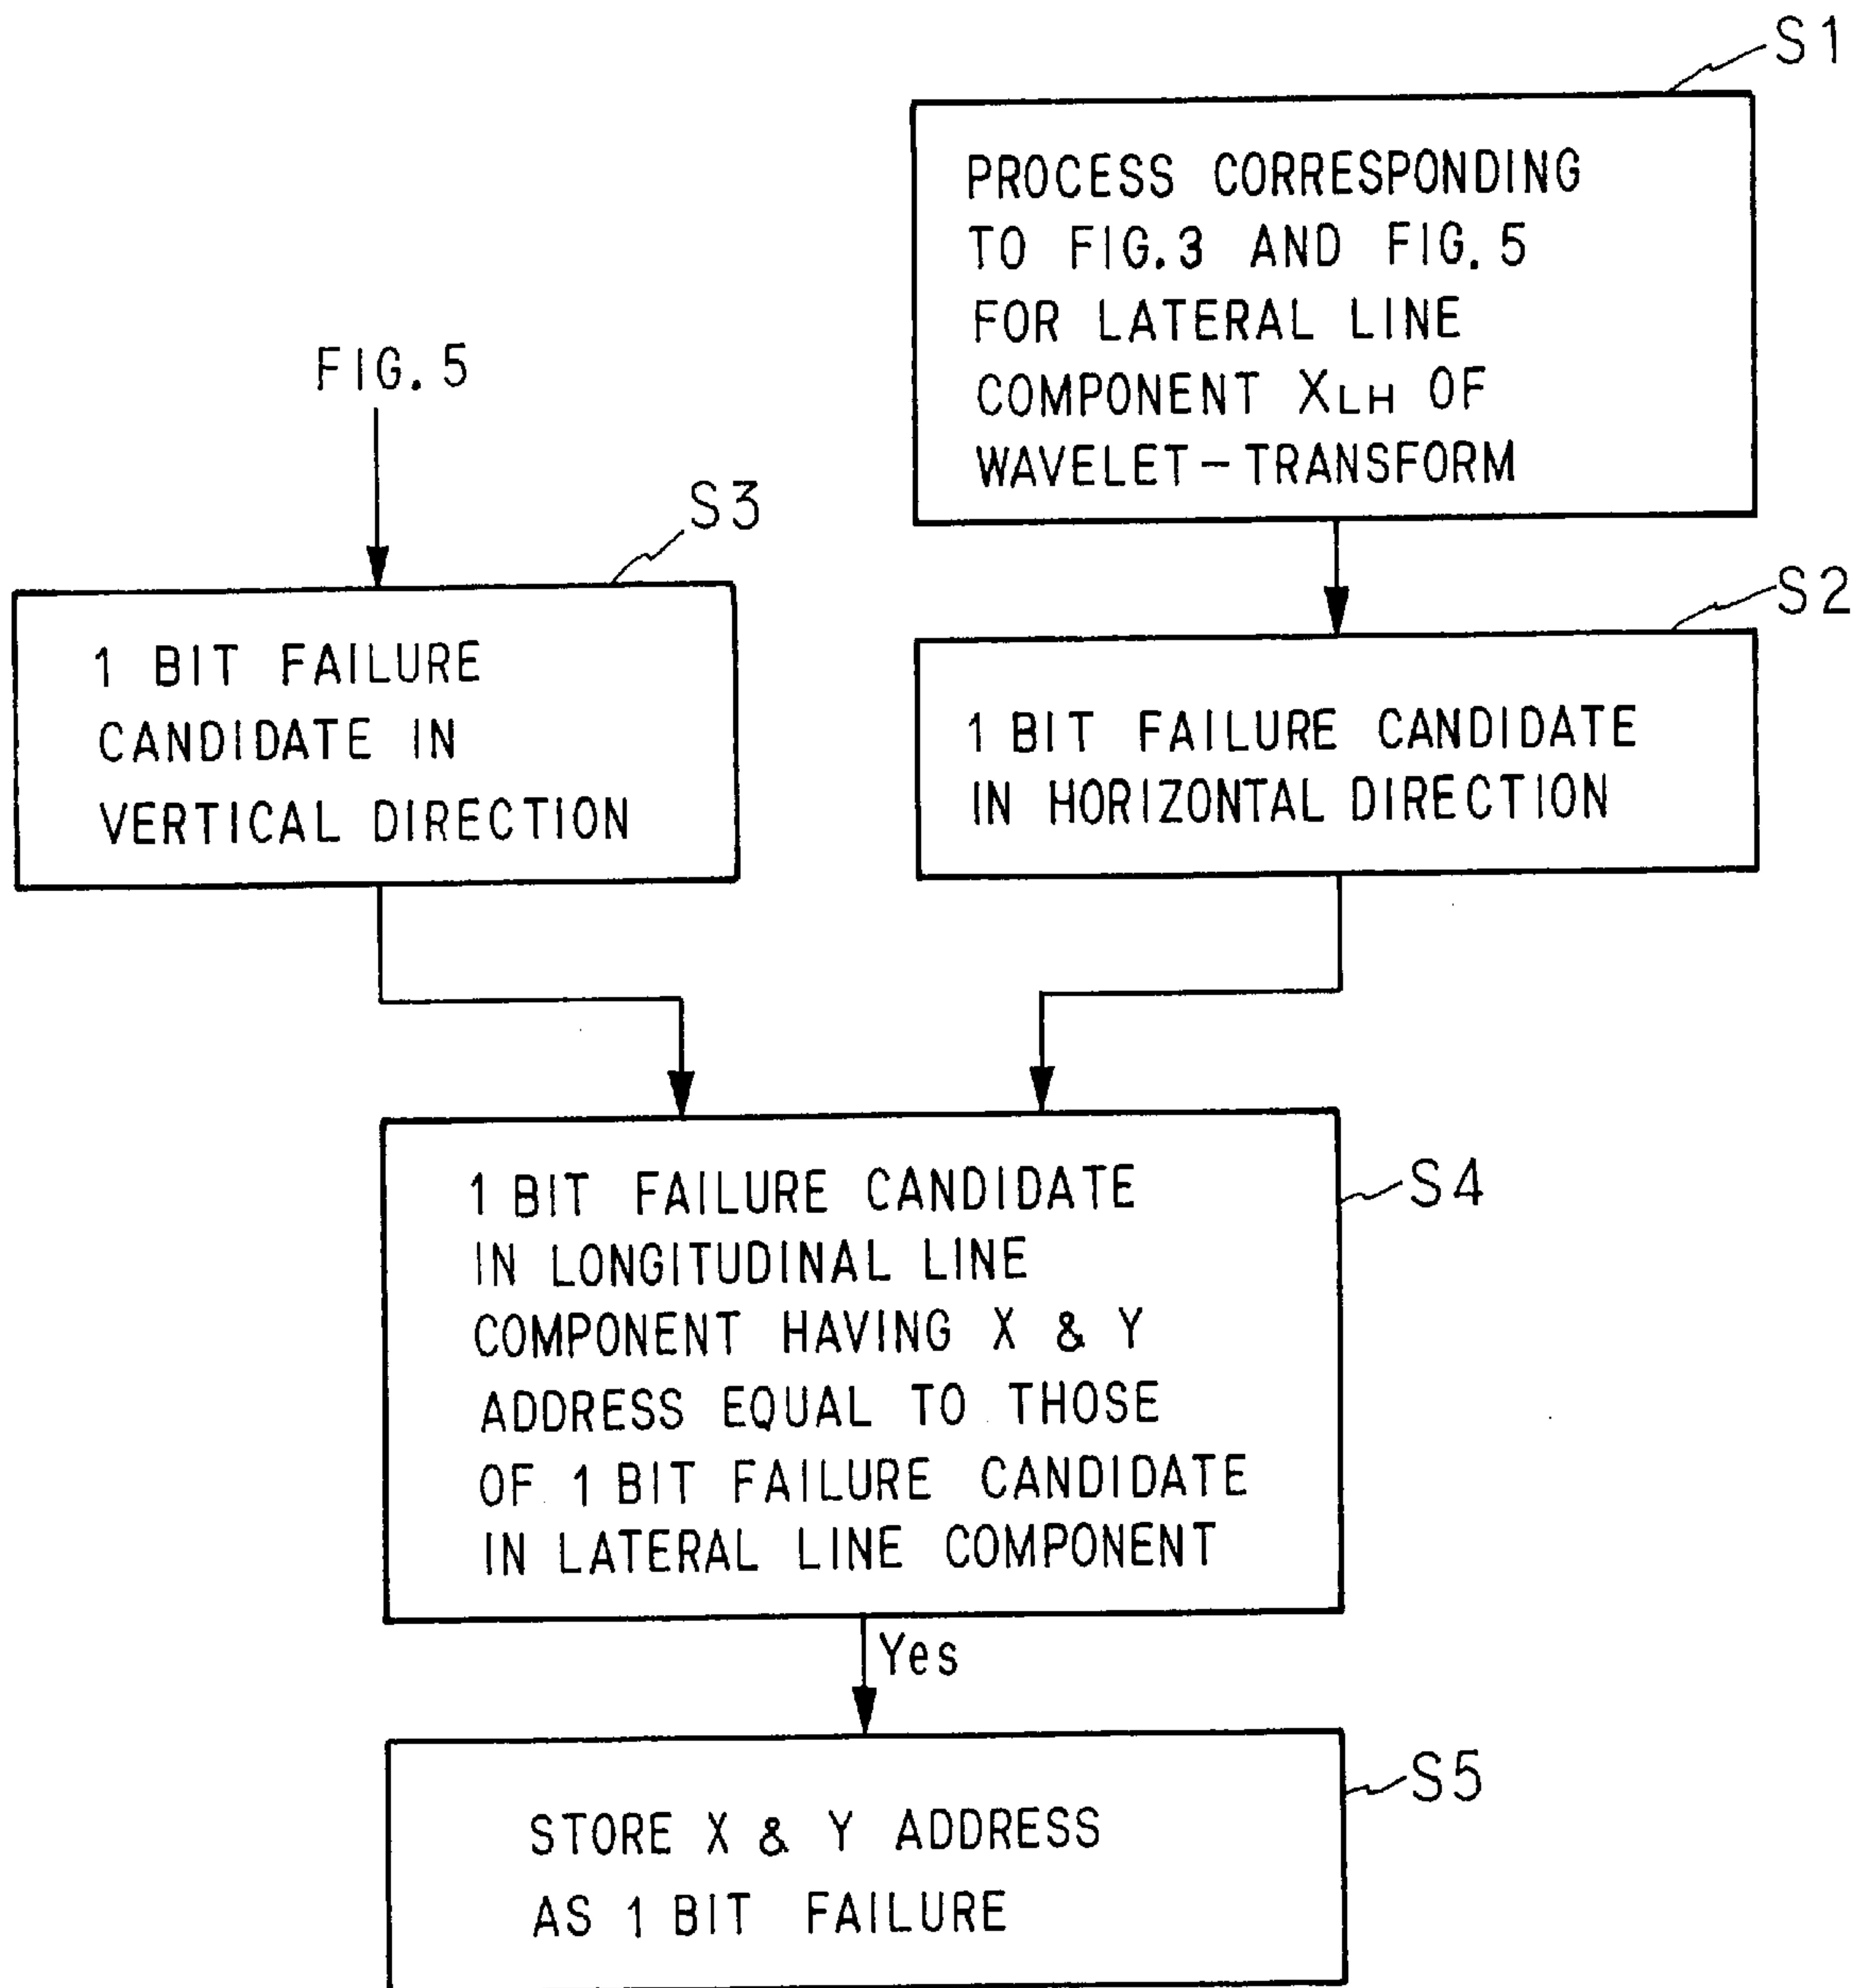 S1
PROCESS CORRESPONDING
TO FIG.3 AND FIG.5
FOR LATERAL LINE
COMPONENT XLH OF
WAVELET-TRANSFORM
FIG.5
S3
1 BIT FAILURE
CANDIDATE IN
VERTICAL DIRECTION
S2
1 BIT FAILURE CANDIDATE
IN HORIZONTAL DIRECTION
S4
1 BIT FAILURE CANDIDATE
IN LONGITUDINAL LINE
COMPONENT HAVING X & Y
ADDRESS EQUAL TO THOSE
OF 1 BIT FAILURE CANDIDATE
IN LATERAL LINE COMPONENT
Yes
S5
STORE X & Y ADDRESS
AS 1 BIT FAILURE